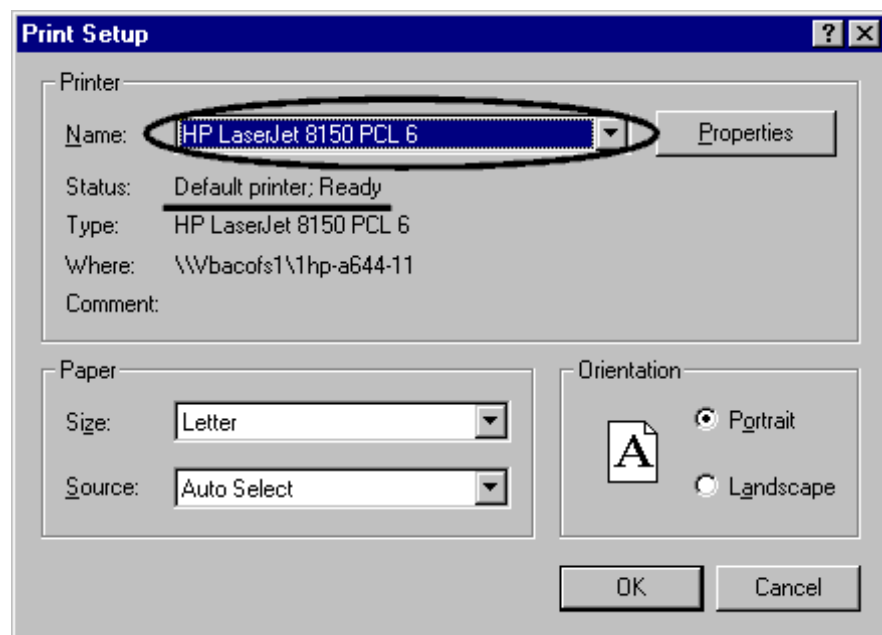 Print Setup
Printer
Name: HP LaserJet 8150 PCL 6 Properties
Status: Default printer; Ready
Type: HP LaserJet 8150 PCL 6
Where: \\Vbacofs1\1hp-a644-11
Comment:
Paper
Size: Letter
Source: Auto Select
Orientation
A
Portrait
Landscape
OK Cancel